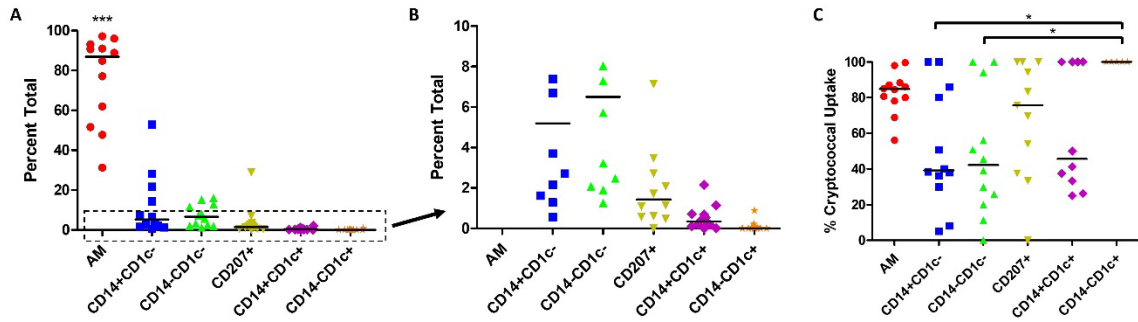 A
***
Percent Total
100
80
60
40
20
0
AM
CD14+CD1c-
CD14-CD1c-
CD207+
CD14+CD1c+
CD14-CD1c+
B
Percent Total
10
8
6
4
2
0
AM
CD14+CD1c-
CD14-CD1c-
CD207+
CD14+CD1c+
CD14-CD1c+
C
*
*
% Cryptococcal Uptake
100
80
60
40
20
0
AM
CD14+CD1c-
CD14-CD1c-
CD207+
CD14+CD1c+
CD14-CD1c+